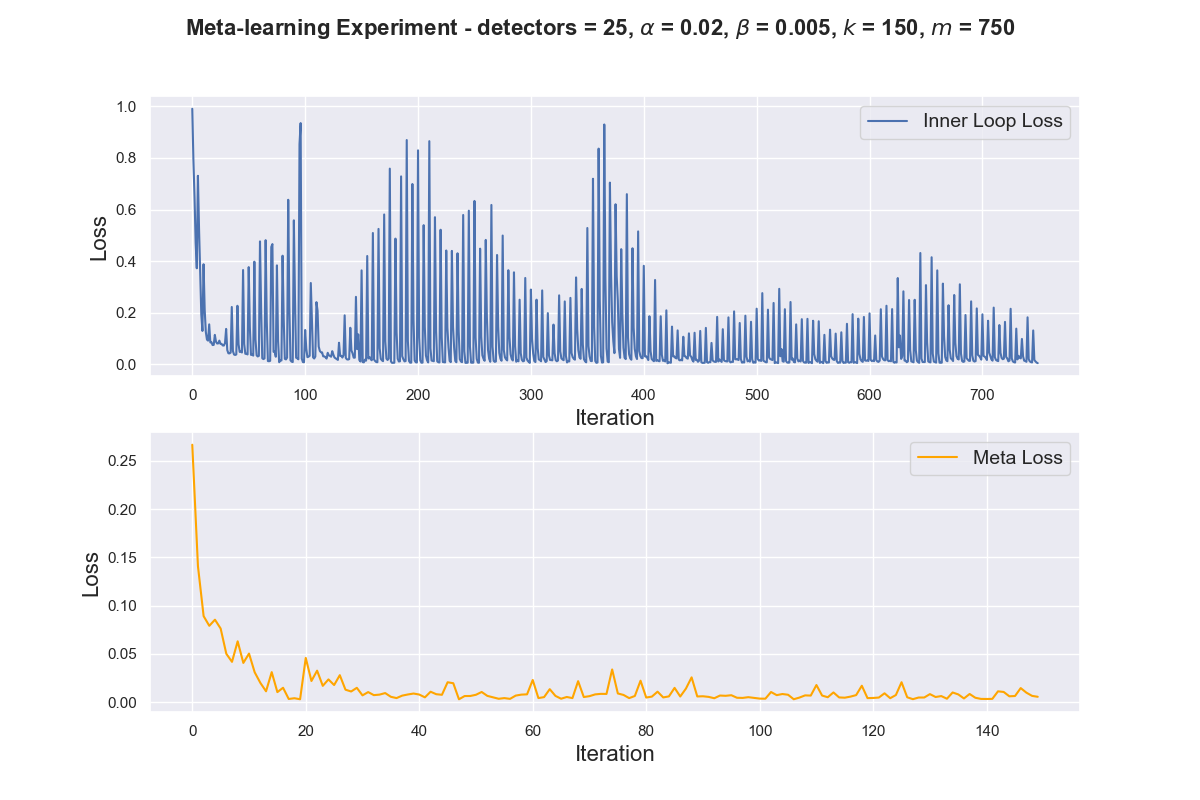 Meta-learning Experiment - detectors = 25, α = 0.02, β = 0.005, k = 150, m = 750
1.0
0.8
0.6
0.4
0.2
0.0
Loss
Inner Loop Loss
0 100 200 300 400 500 600 700
Iteration
0.25
0.20
0.15
0.10
0.05
0.00
Loss
Meta Loss
0 20 40 60 80 100 120 140
Iteration